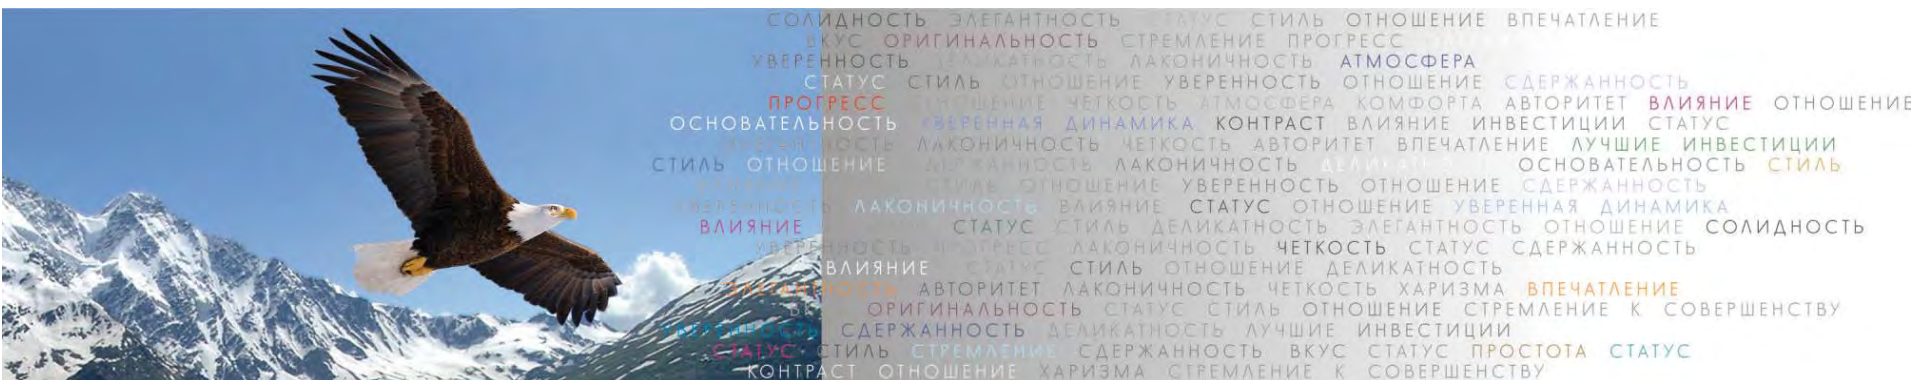 СОЛИДНОСТЬ ЭЛЕГАНТНОСТЬ СТАТУС СТИЛЬ ОТНОШЕНИЕ ВПЕЧАТЛЕНИЕ
ВКУС ОРИГИНАЛЬНОСТЬ СТРЕМЛЕНИЕ ПРОГРЕСС
УВЕРЕННОСТЬ ДЕЛИКАТНОСТЬ ЛАКОНИЧНОСТЬ АТМОСФЕРА
СТАТУС СТИЛЬ ОТНОШЕНИЕ УВЕРЕННОСТЬ ОТНОШЕНИЕ СДЕРЖАННОСТЬ
ПРОГРЕСС ОТНОШЕНИЕ ЧЕТКОСТЬ АТМОСФЕРА КОМФОРТА АВТОРИТЕТ ВЛИЯНИЕ ОТНОШЕНИЕ
ОСНОВАТЕЛЬНОСТЬ УВЕРЕННАЯ ДИНАМИКА КОНТРАСТ ВЛИЯНИЕ ИНВЕСТИЦИИ СТАТУС
ЛАКОНИЧНОСТЬ ЧЕТКОСТЬ АВТОРИТЕТ ВПЕЧАТЛЕНИЕ ЛУЧШИЕ ИНВЕСТИЦИИ
СТИЛЬ ОТНОШЕНИЕ СДЕРЖАННОСТЬ ЛАКОНИЧНОСТЬ ОСНОВАТЕЛЬНОСТЬ СТИЛЬ
СТИЛЬ ОТНОШЕНИЕ УВЕРЕННОСТЬ ОТНОШЕНИЕ СДЕРЖАННОСТЬ
УВЕРЕННОСТЬ ЛАКОНИЧНОСТЬ ВЛИЯНИЕ СТАТУС ОТНОШЕНИЕ УВЕРЕННАЯ ДИНАМИКА
ВЛИЯНИЕ СТАТУС СТИЛЬ ДЕЛИКАТНОСТЬ ЭЛЕГАНТНОСТЬ ОТНОШЕНИЕ СОЛИДНОСТЬ
УВЕРЕННОСТЬ ПРОГРЕСС ЛАКОНИЧНОСТЬ ЧЕТКОСТЬ СТАТУС СДЕРЖАННОСТЬ
ВЛИЯНИЕ СТАТУС СТИЛЬ ОТНОШЕНИЕ ДЕЛИКАТНОСТЬ
ЭЛЕГАНТНОСТЬ АВТОРИТЕТ ЛАКОНИЧНОСТЬ ЧЕТКОСТЬ ХАРИЗМА ВПЕЧАТЛЕНИЕ
ОРИГИНАЛЬНОСТЬ СТАТУС СТИЛЬ ОТНОШЕНИЕ СТРЕМЛЕНИЕ К СОВЕРШЕНСТВУ
УВЕРЕННОСТЬ СДЕРЖАННОСТЬ ДЕЛИКАТНОСТЬ ЛУЧШИЕ ИНВЕСТИЦИИ
СТАТУС СТИЛЬ СТРЕМЛЕНИЕ СДЕРЖАННОСТЬ ВКУС СТАТУС ПРОСТОТА СТАТУС
КОНТРАСТ ОТНОШЕНИЕ ХАРИЗМА СТРЕМЛЕНИЕ К СОВЕРШЕНСТВУ